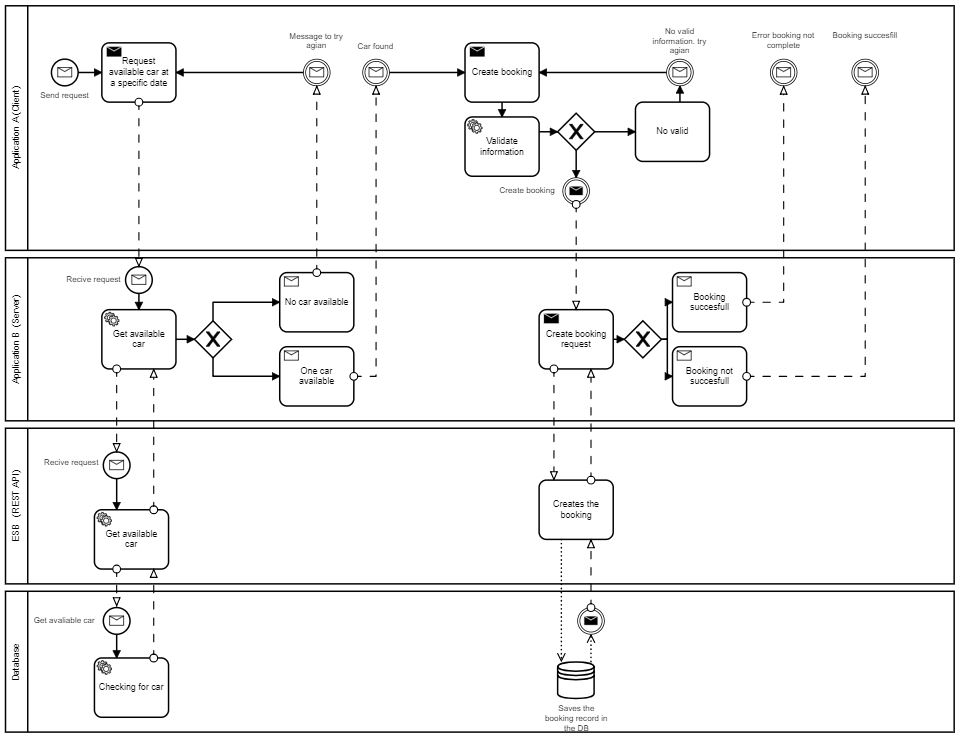 Application A (Client)
Send request
Request
available car at
a specific date
Message to try
agian
Car found
Create booking
No valid
information. try
agian
Error booking not
complete
Booking succesfill
Validate
information
No valid
Create booking
Application B (Server)
Recive request
Get available
car
No car available
One car
available
Create booking
request
Booking
succesfull
Booking not
succesfull
ESB (REST API)
Recive request
Get available
car
Creates the
booking
Database
Get avaliable car
Checking for car
Saves the
booking record in
the DB